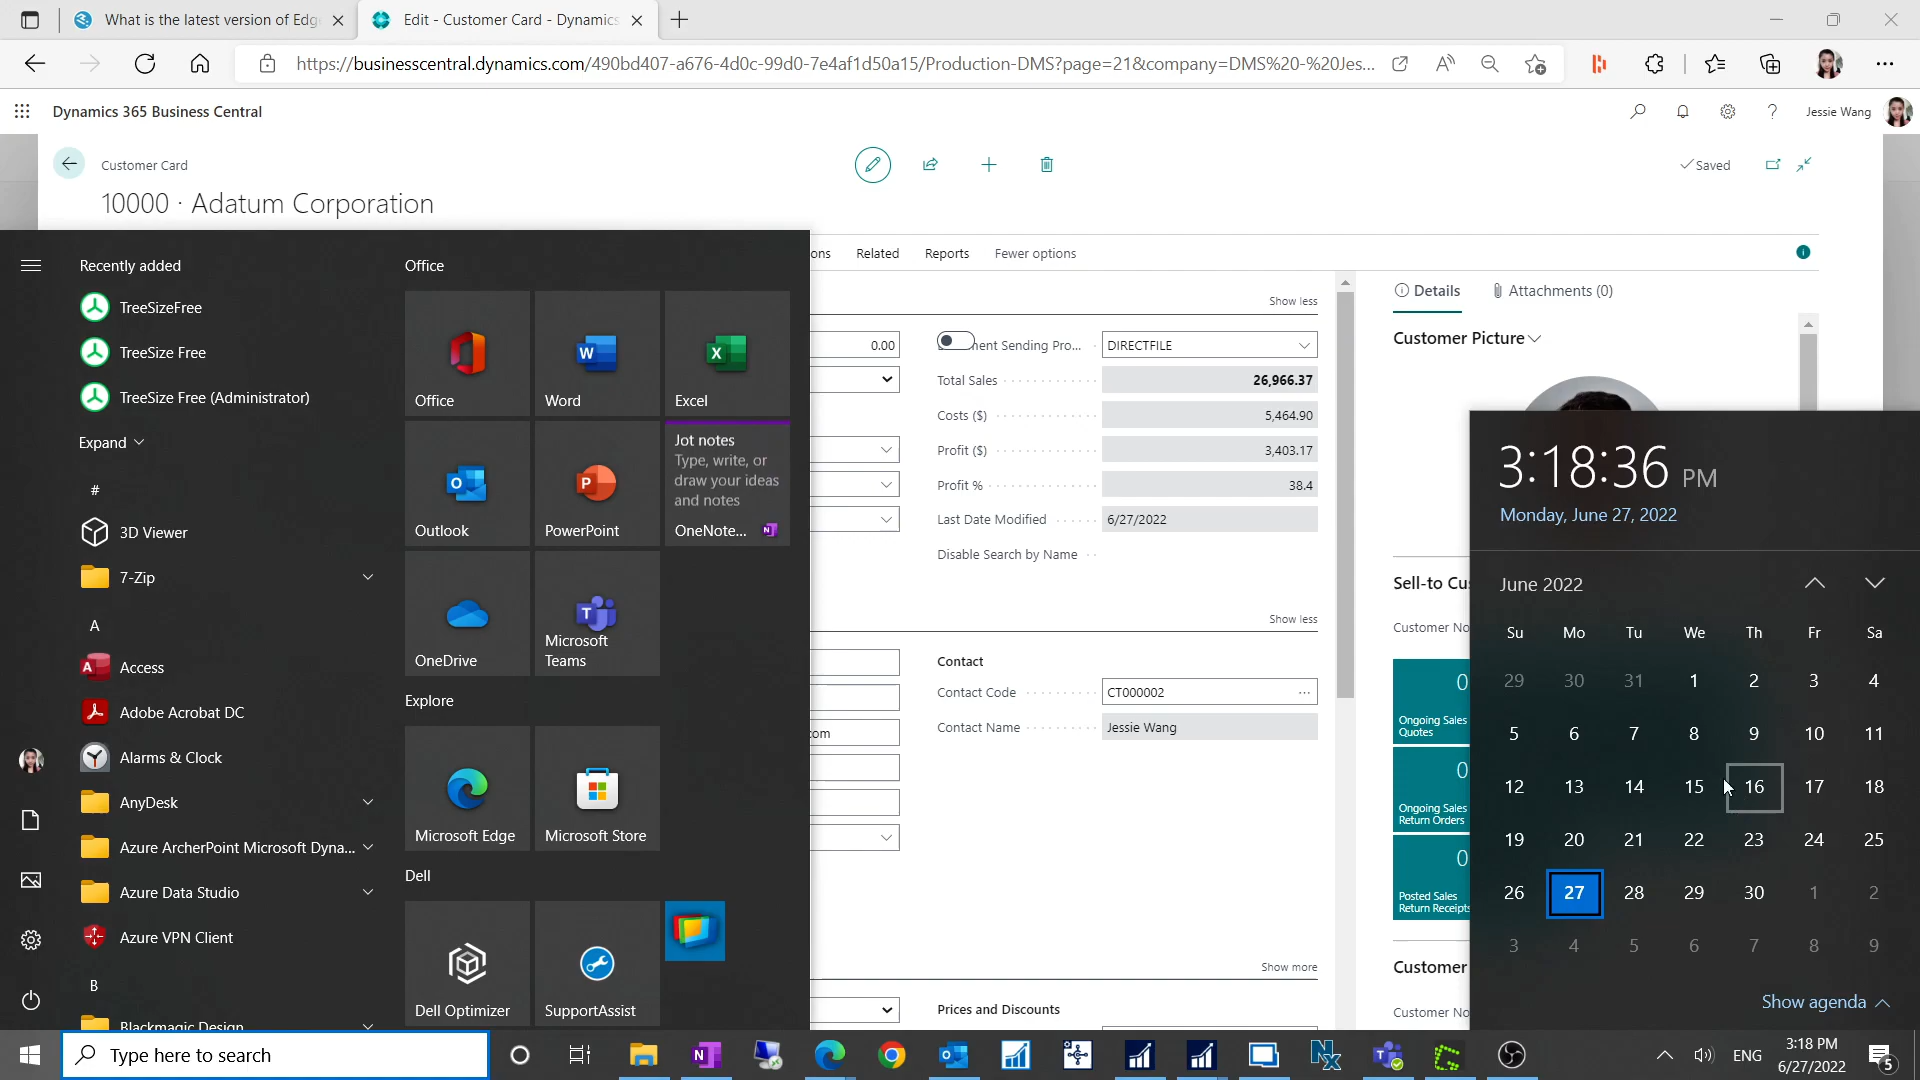 What is the latest version of Edg
Edit - Customer Card - Dynamics
https://businesscentral.dynamics.com/490bd407-a676-4d0c-99d0-7e4af1d50a15/Production-DMS?page=21&company=DMS%20-%20Jes...
Dynamics 365 Business Central
Jessie Wang
Customer Card
Saved
10000 · Adatum Corporation
ons
Related
Reports
Fewer options
Show less
Details
Attachments (0)
Customer Picture
0.00
ment Sending Pro...
DIRECTFILE
Total Sales
26,966.37
Costs ($)
5,464.90
Profit ($)
3,403.17
Profit %
38.4
Last Date Modified
6/27/2022
Disable Search by Name
Show less
Contact
Contact Code
CT000002
com
Contact Name
Jessie Wang
Show more
Prices and Discounts
Sell-to Cu
Customer No
0
Ongoing Sales
Quotes
0
Ongoing Sales
Return Orders
0
Posted Sales
Return Receipts
Customer
Customer No
Recently added
TreeSizeFree
TreeSize Free
TreeSize Free (Administrator)
Expand
#
3D Viewer
7-Zip
A
Access
Adobe Acrobat DC
Alarms & Clock
AnyDesk
Azure ArcherPoint Microsoft Dyna...
Azure Data Studio
Azure VPN Client
B
Blackmagic Design
Office
Office
Word
Excel
Outlook
PowerPoint
Jot notes
Type, write, or
draw your ideas
and notes
OneNote...
OneDrive
Microsoft
Teams
Explore
Microsoft Edge
Microsoft Store
Dell
Dell Optimizer
SupportAssist
3:18:36 PM
Monday, June 27, 2022
June 2022
Su Mo Tu We Th Fr Sa
29 30 31 1 2 3 4
5 6 7 8 9 10 11
12 13 14 15 16 17 18
19 20 21 22 23 24 25
26 27 28 29 30 1 2
3 4 5 6 7 8 9
Show agenda
Type here to search
ENG
3:18 PM
6/27/2022
5